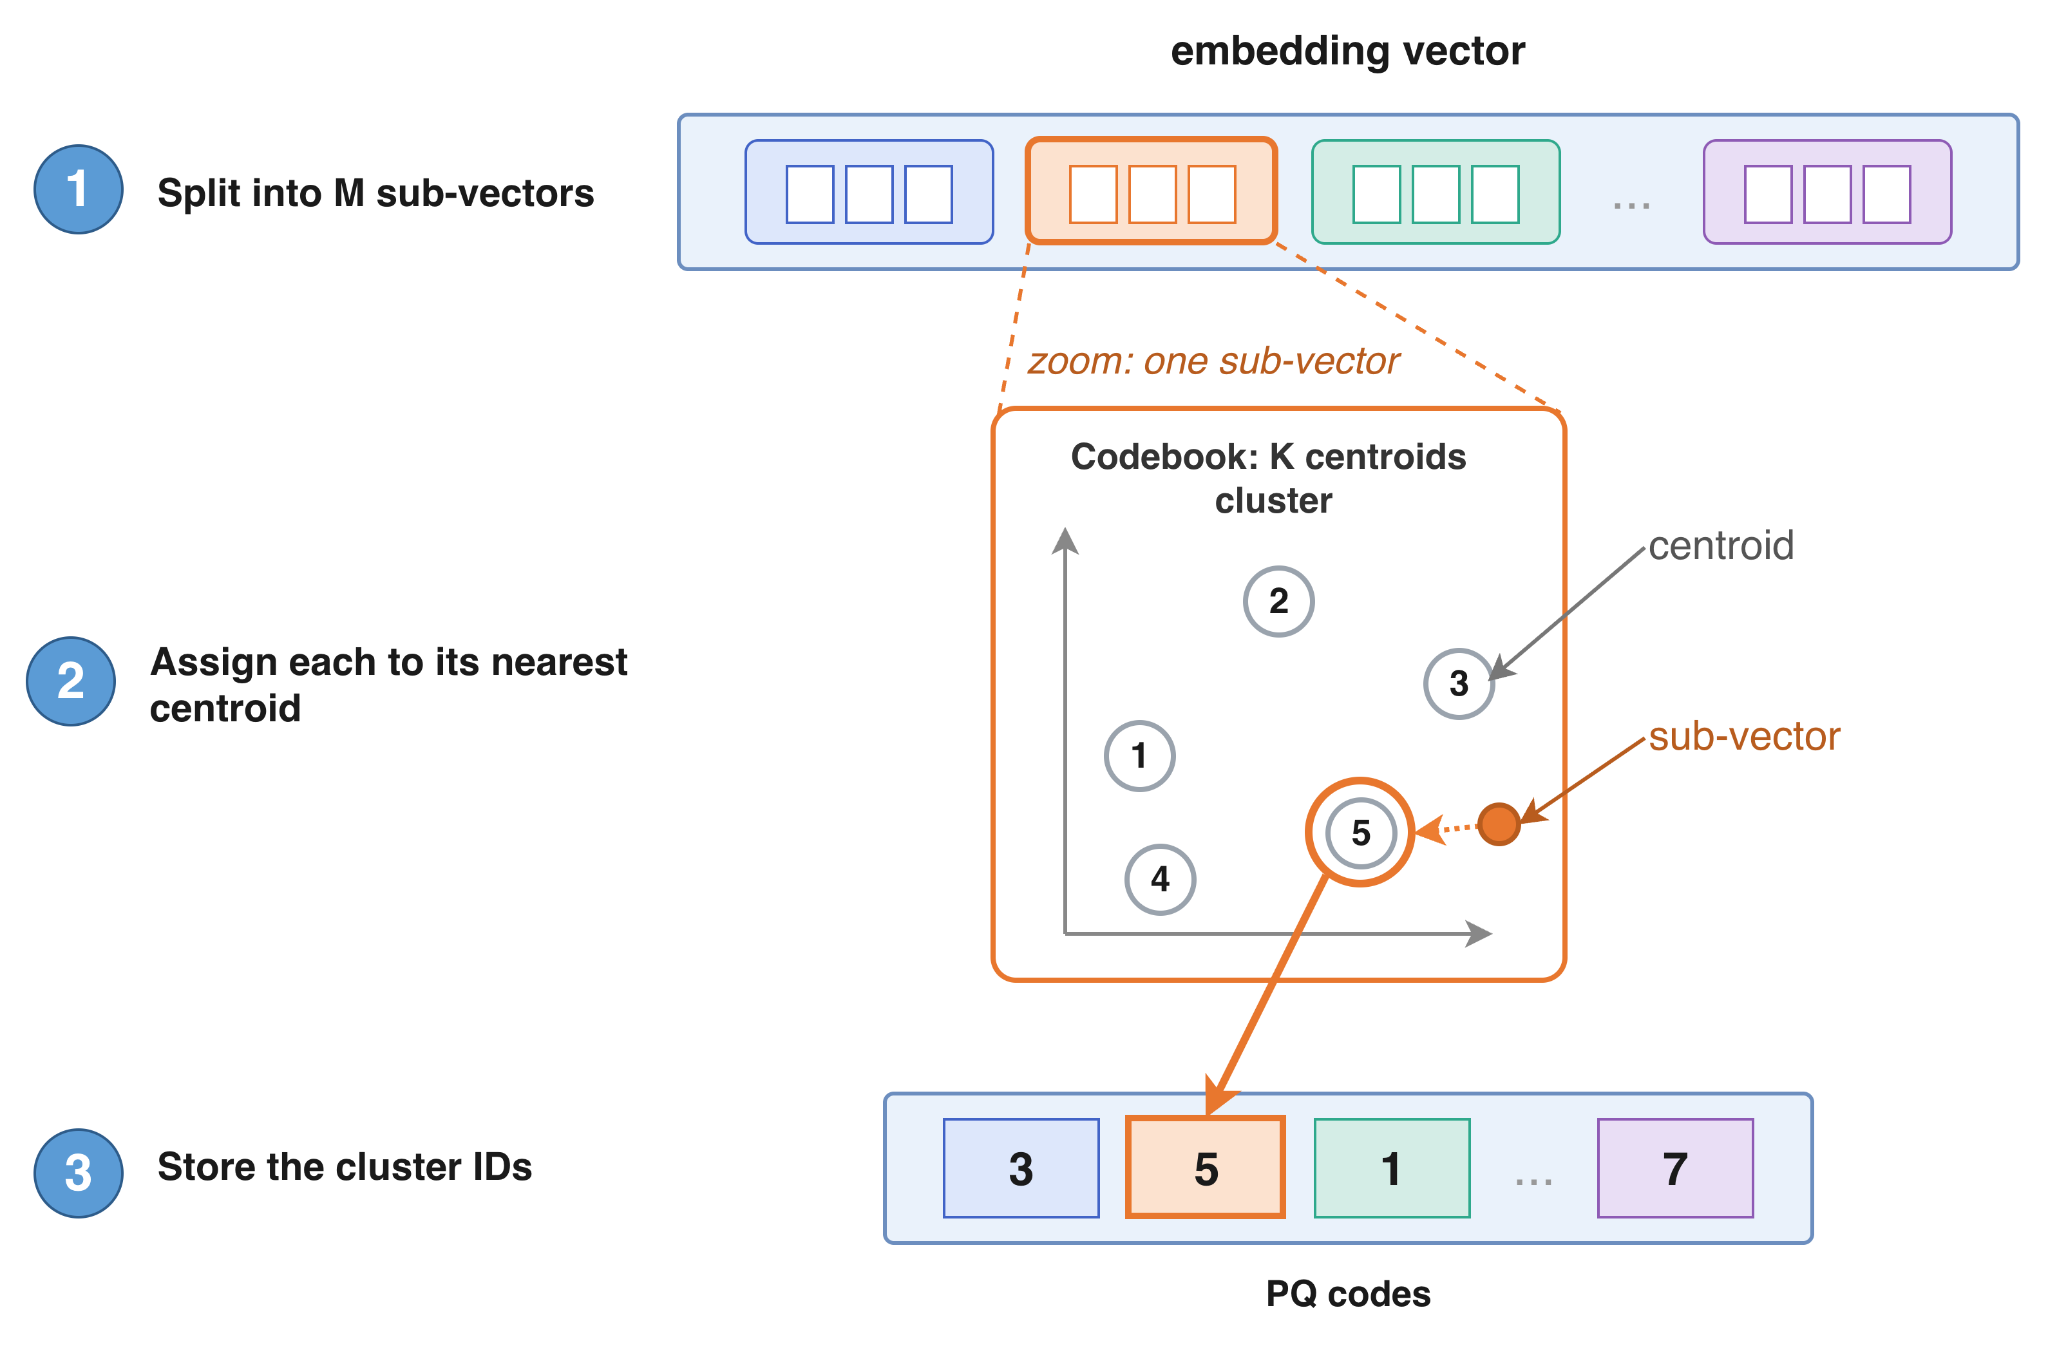 embedding vector
1
Split into M sub-vectors
...
zoom: one sub-vector
Codebook: K centroids
cluster
centroid
2
3
2
Assign each to its nearest
centroid
sub-vector
1
5
4
3
Store the cluster IDs
3
5
1
...
7
PQ codes